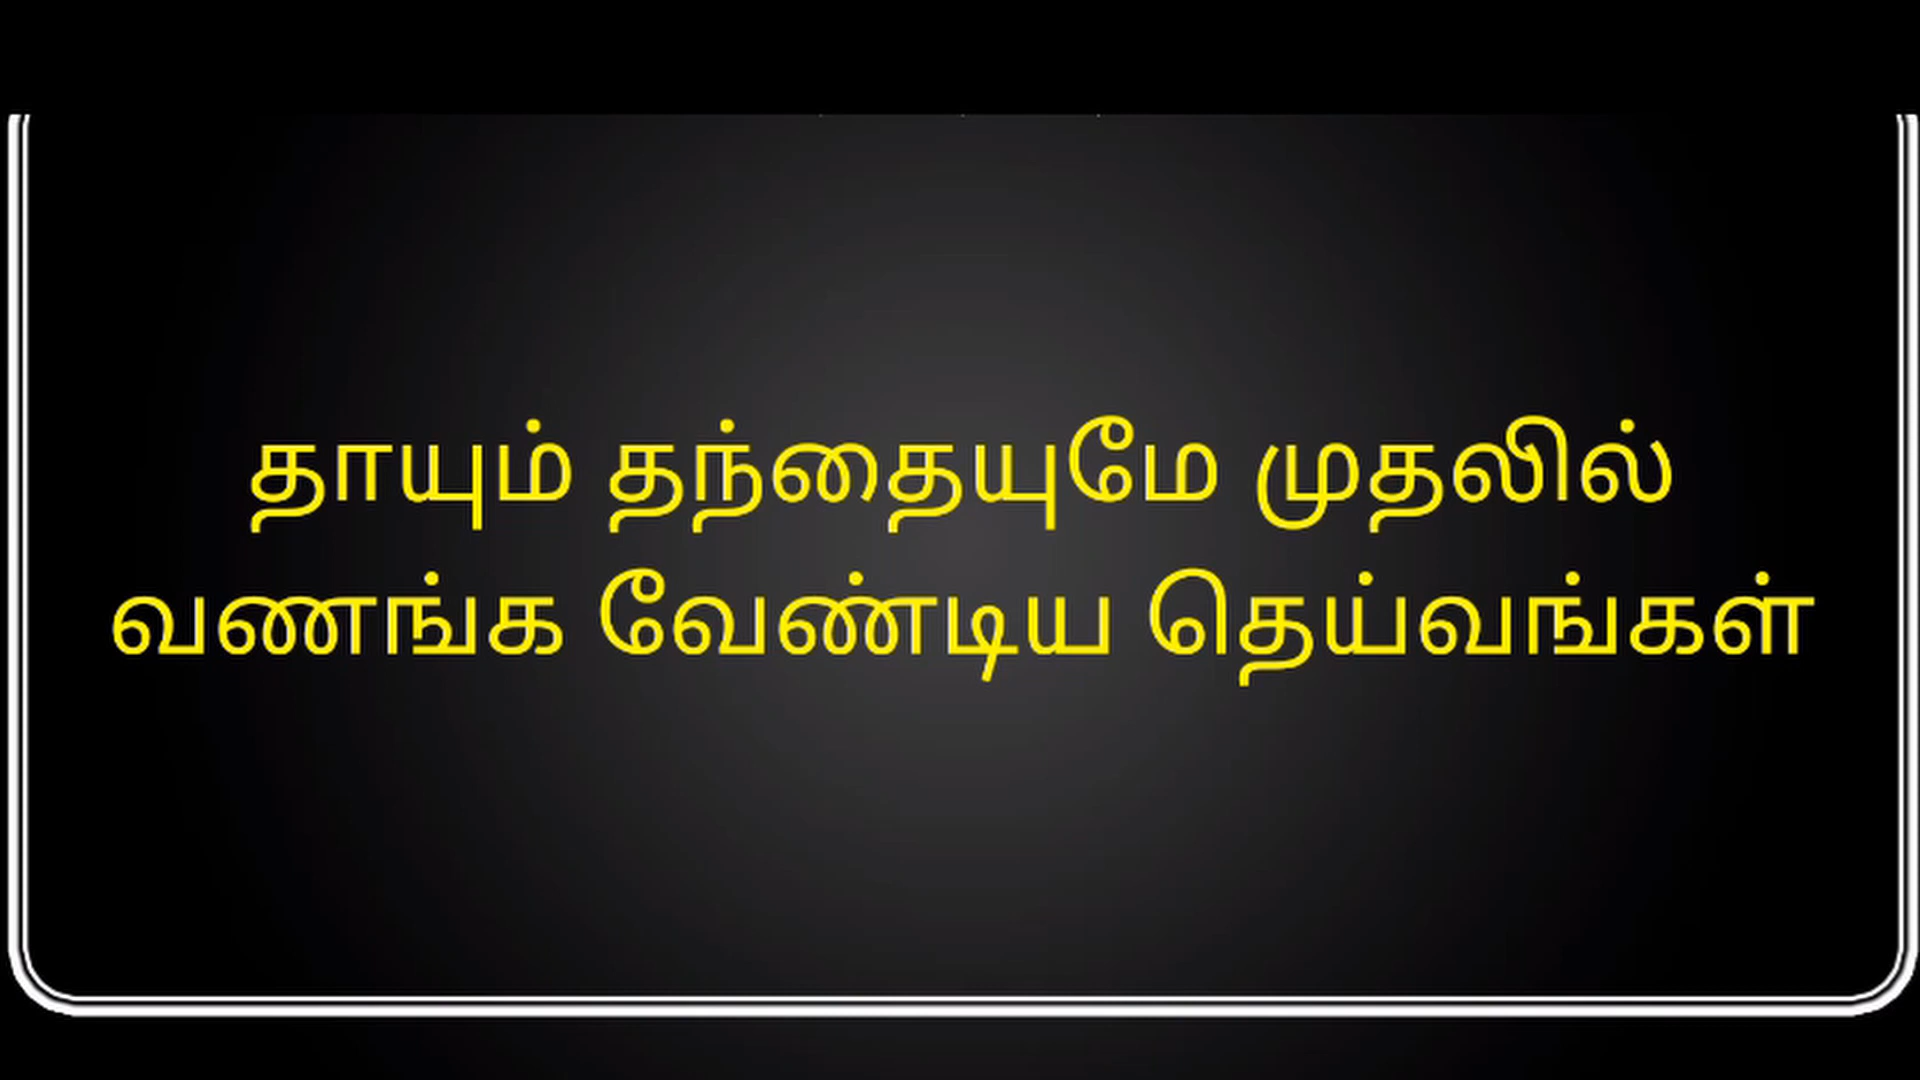 தாயும் தந்தையுமே முதலில்
வணங்க வேண்டிய தெய்வங்கள்